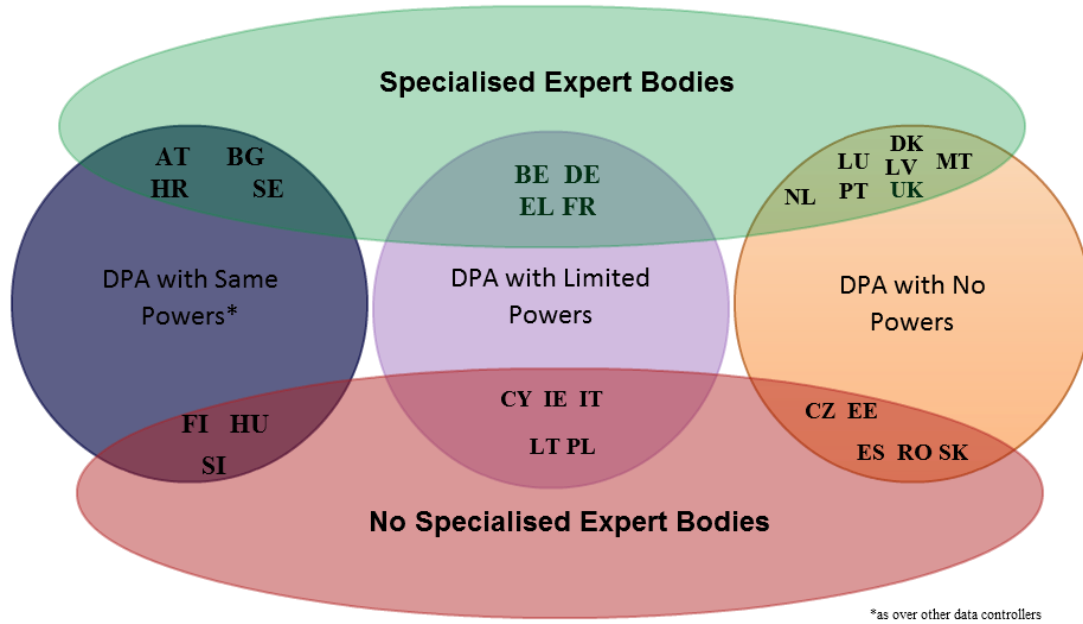 Specialised Expert Bodies
AT BG
HR SE
BE DE
EL FR
DK
LU LV MT
NL PT UK
DPA with Same
Powers*
DPA with Limited
Powers
DPA with No
Powers
FI HU
SI
CY IE IT
LT PL
CZ EE
ES RO SK
No Specialised Expert Bodies
*as over other data controllers